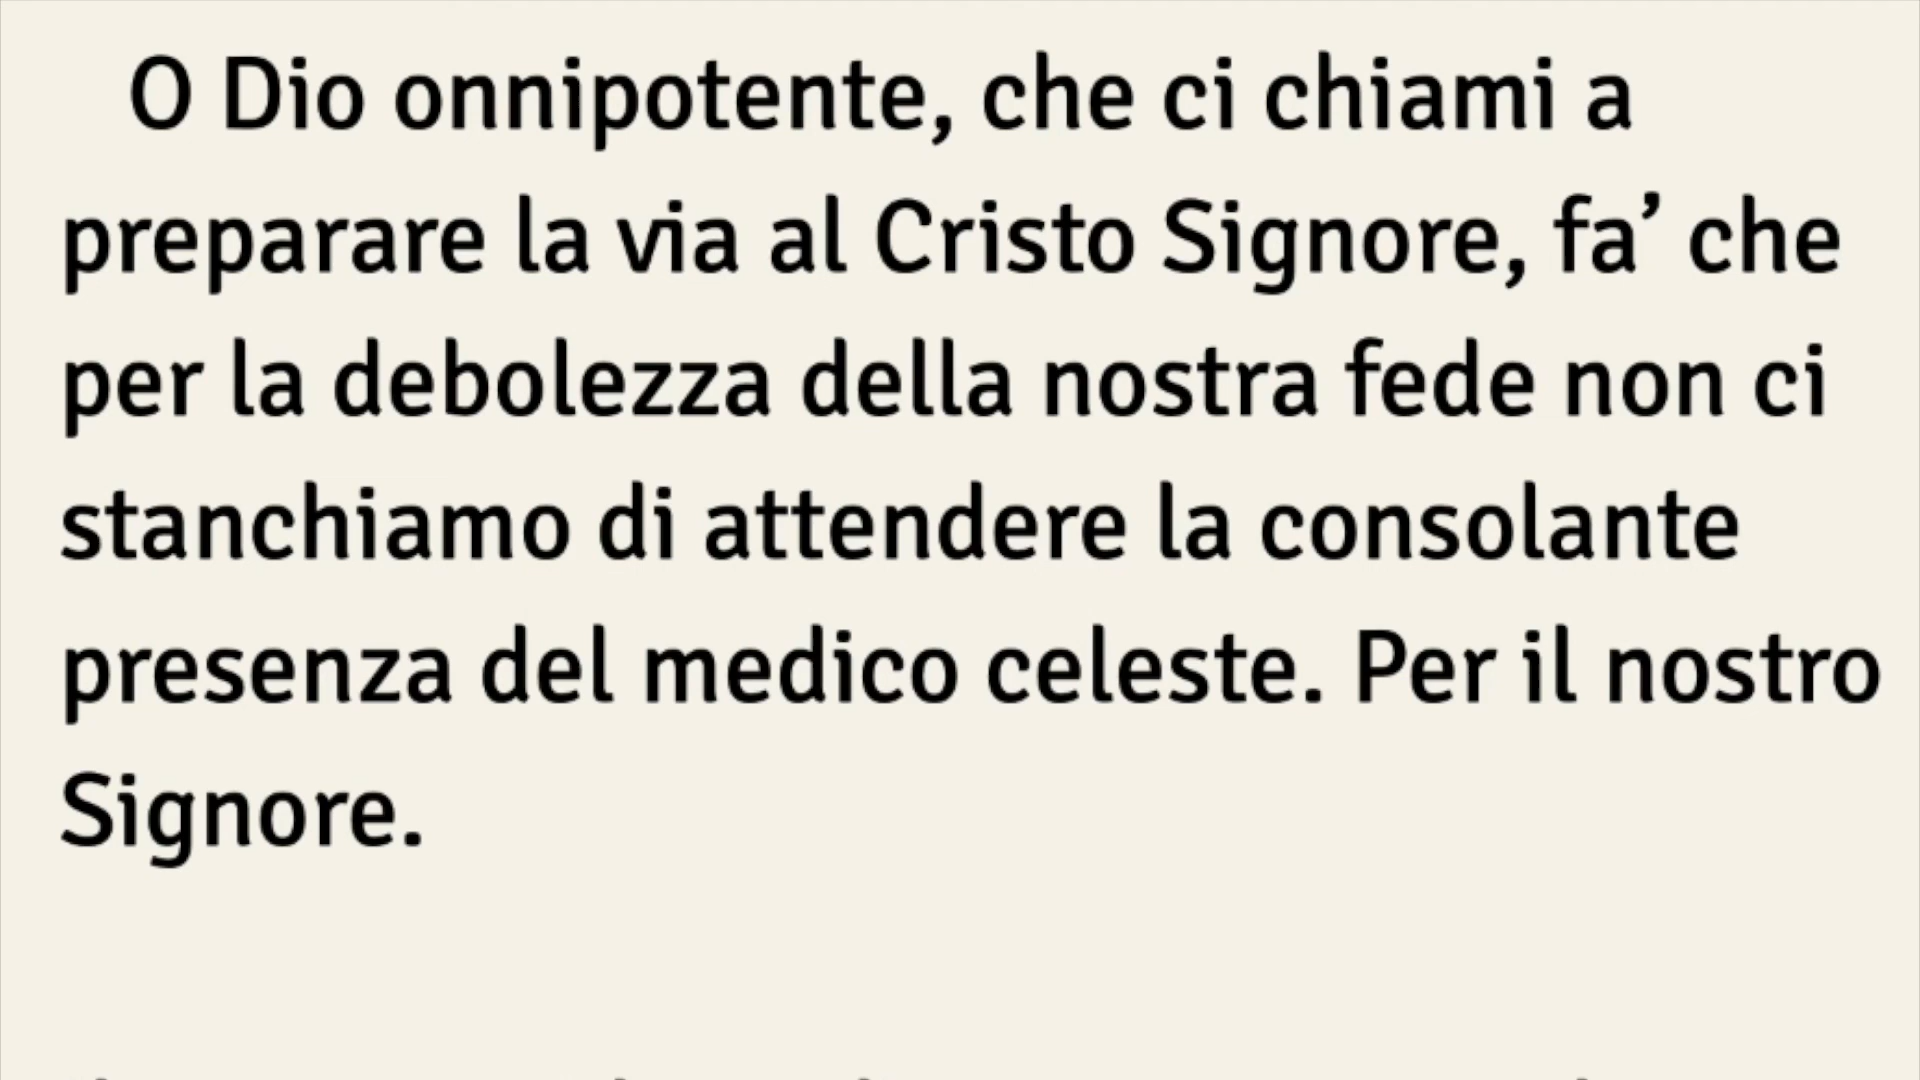 O Dio onnipotente, che ci chiami a
preparare la via al Cristo Signore, fa’ che
per la debolezza della nostra fede non ci
stanchiamo di attendere la consolante
presenza del medico celeste. Per il nostro
Signore.